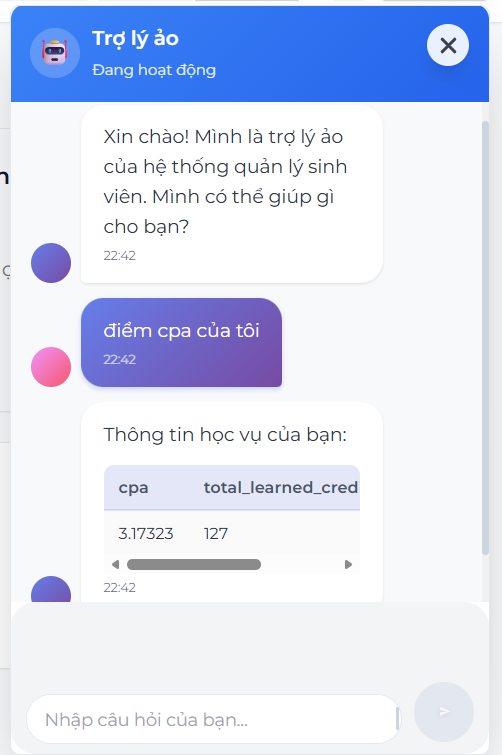 Trợ lý ảo
Đang hoạt động
Xin chào! Mình là trợ lý ảo
của hệ thống quản lý sinh
viên. Mình có thể giúp gì
cho bạn?
22:42
điểm cpa của tôi
22:42
Thông tin học vụ của bạn:
cpa total_learned_cred
3.17323 127
22:42
Nhập câu hỏi của bạn...